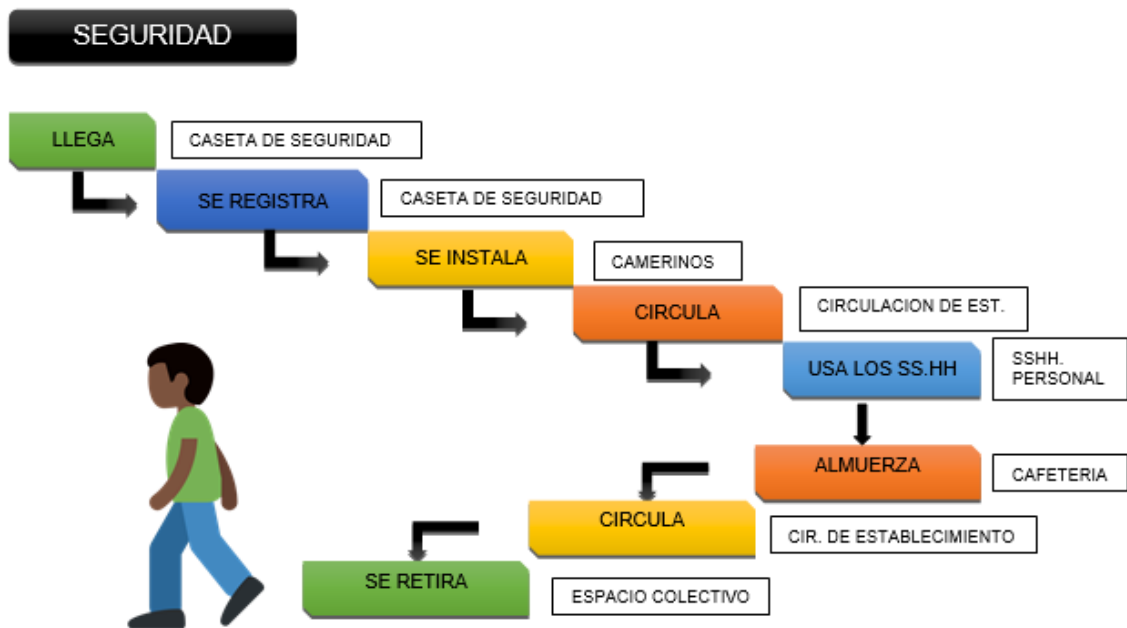 SEGURIDAD
LLEGA
CASETA DE SEGURIDAD
SE REGISTRA
CASETA DE SEGURIDAD
SE INSTALA
CAMERINOS
CIRCULA
CIRCULACION DE EST.
USA LOS SS.HH
SSHH.
PERSONAL
ALMUERZA
CAFETERIA
CIRCULA
CIR. DE ESTABLECIMIENTO
SE RETIRA
ESPACIO COLECTIVO